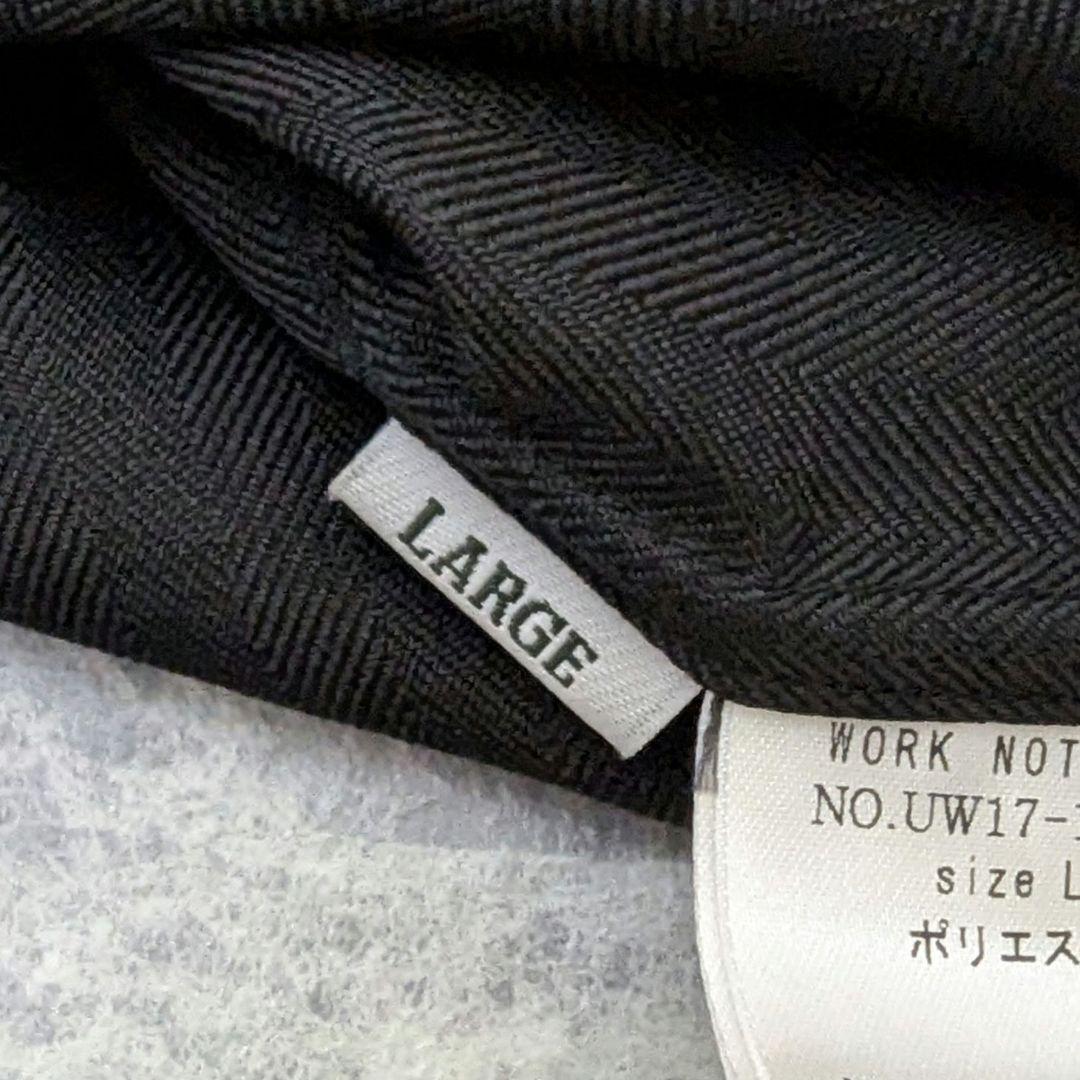 LARGE
WORK NOT
NO.UW17-
size L
ポリエス